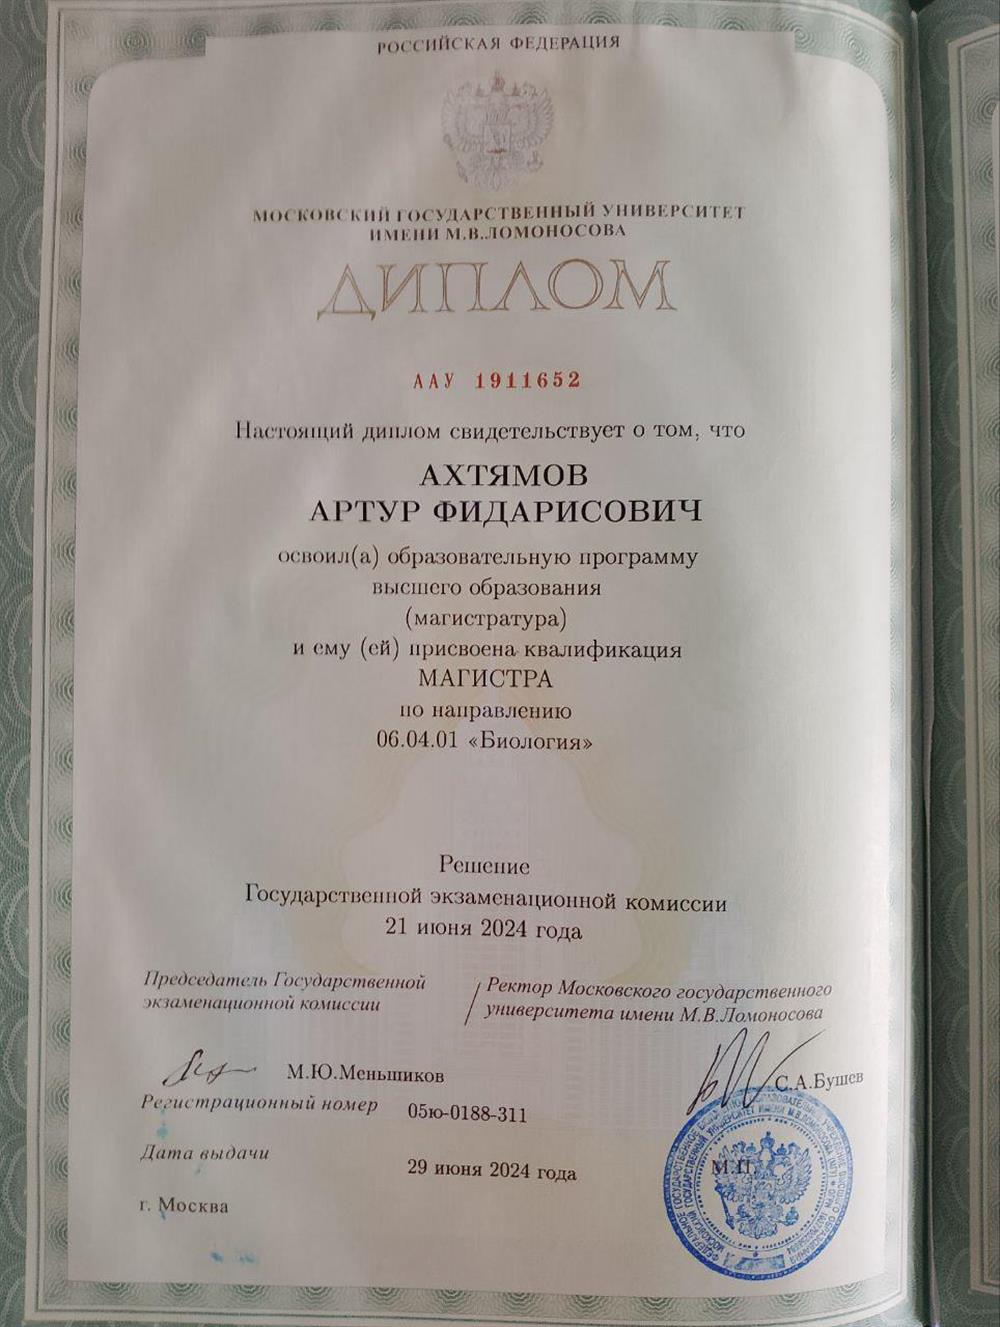 РОССИЙСКАЯ ФЕДЕРАЦИЯ
МОСКОВСКИЙ ГОСУДАРСТВЕННЫЙ УНИВЕРСИТЕТ
ИМЕНИ М.В.ЛОМОНОСОВА
ДИПЛОМ
ААУ 1911652
Настоящий диплом свидетельствует о том, что
АХТЯМОВ
АРТУР ФИДАРИСОВИЧ
освоил(а) образовательную программу
высшего образования
(магистратура)
и ему (ей) присвоена квалификация
МАГИСТРА
по направлению
06.04.01 «Биология»
Решение
Государственной экзаменационной комиссии
21 июня 2024 года
Председатель Государственной
экзаменационной комиссии
М.Ю.Меньшиков
/ Ректор Московского государственного
университета имени М.В.Ломоносова
С.А.Бушев
Регистрационный номер 05ю-0188-311
Дата выдачи 29 июня 2024 года
г. Москва
М.П.